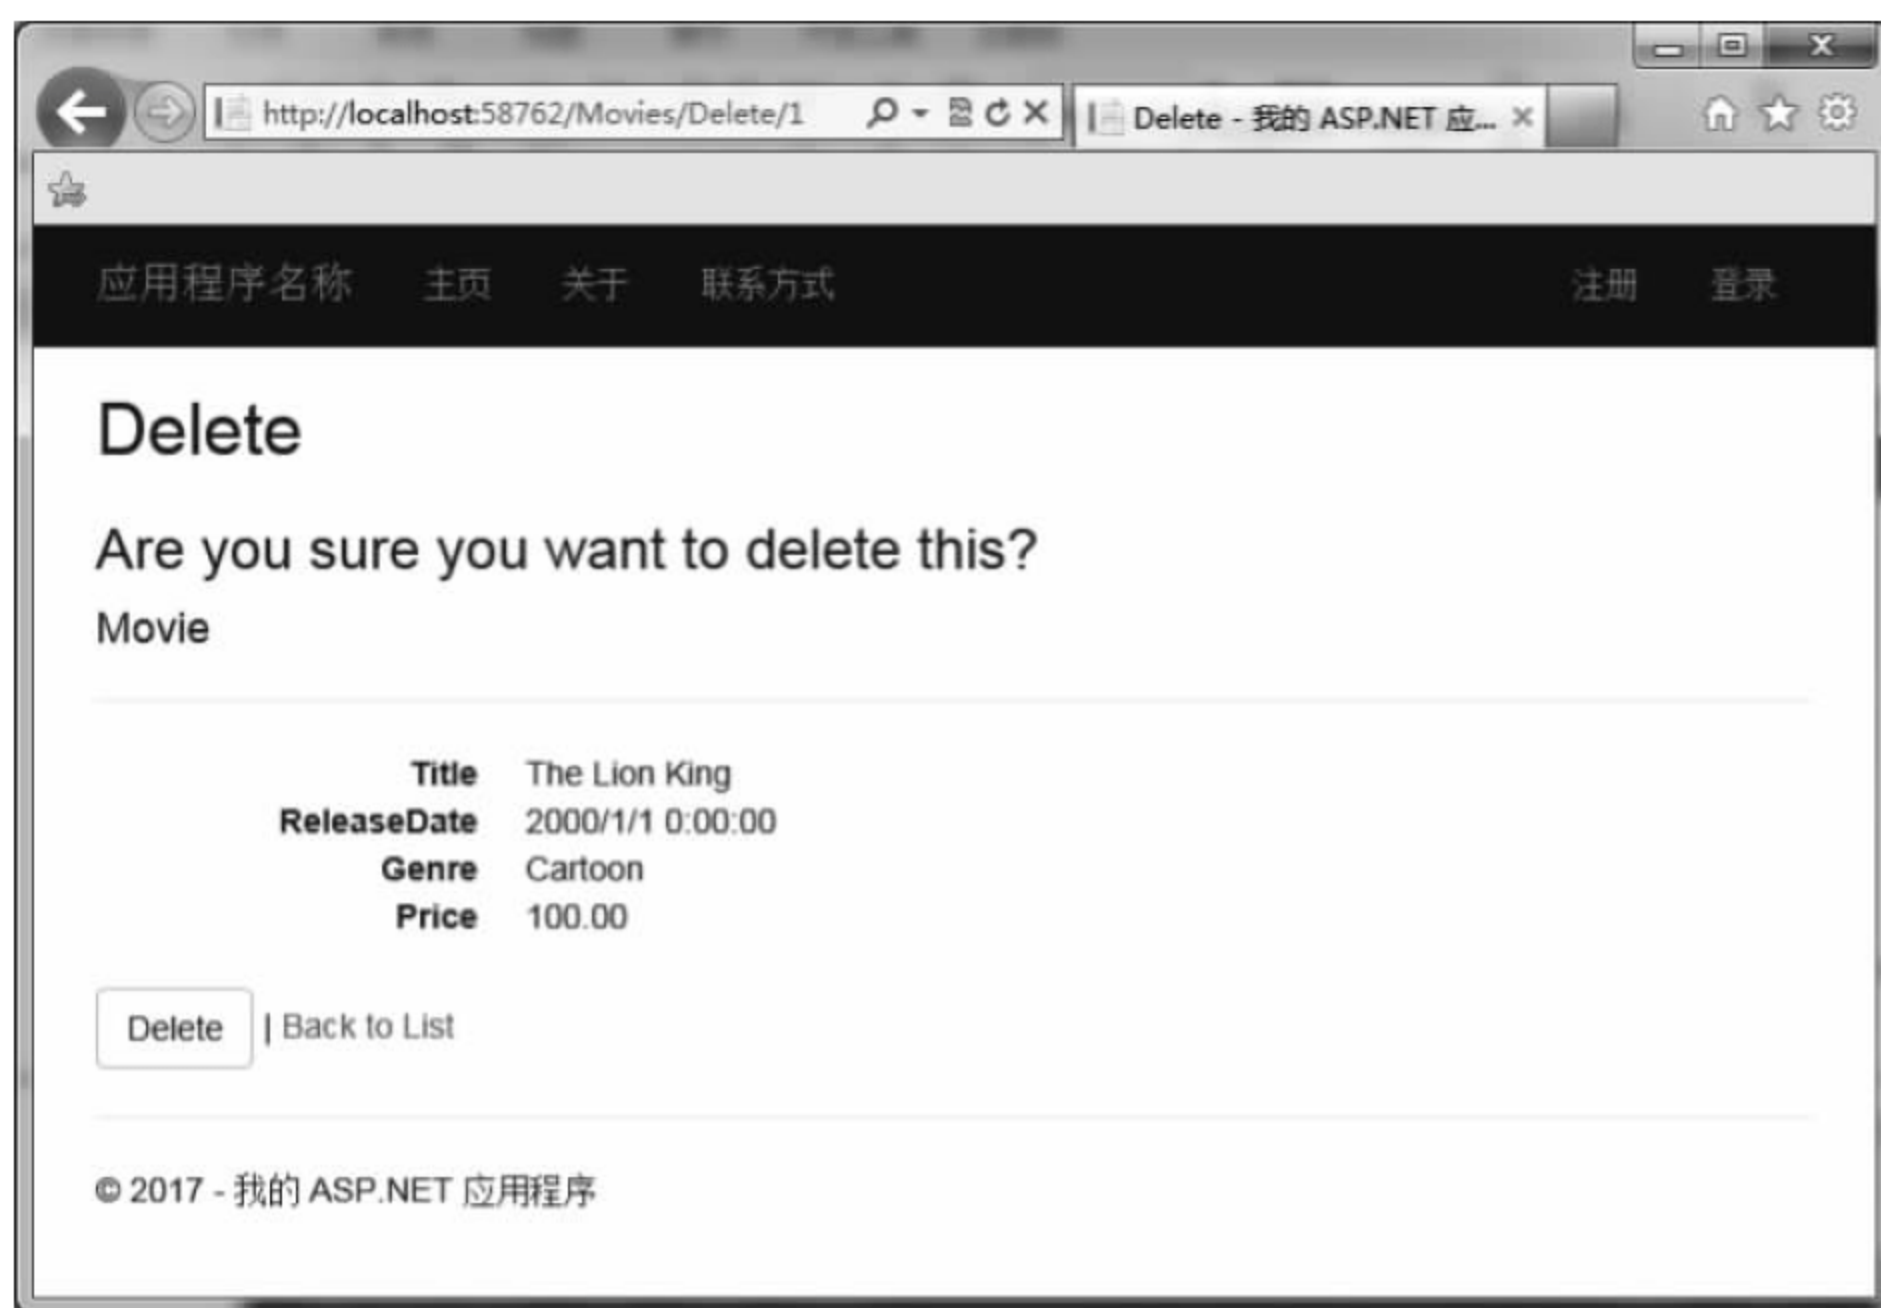 http://localhost:58762/Movies/Delete/1 Delete - 我的 ASP.NET 应...
应用程序名称 主页 关于 联系方式 注册 登录
Delete
Are you sure you want to delete this?
Movie
Title The Lion King
ReleaseDate 2000/1/1 0:00:00
Genre Cartoon
Price 100.00
Delete | Back to List
© 2017 - 我的 ASP.NET 应用程序